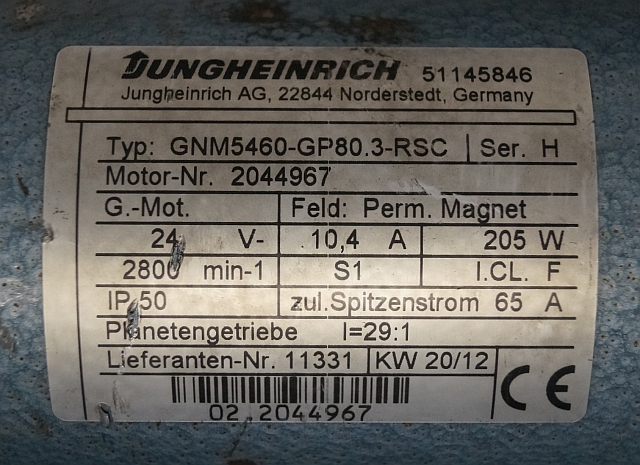 JUNGHEINRICH 51145846
Jungheinrich AG, 22844 Norderstedt, Germany
Typ: GNM5460-GP80.3-RSC Ser. H
Motor-Nr. 2044967
G.-Mot. Feld: Perm. Magnet
24 V- 10,4 A 205 W
2800 min-1 S1 I.CL. F
IP 50 zul.Spitzenstrom 65 A
Planetengetriebe I=29:1
Lieferanten-Nr. 11331 KW 20/12
CE
02 2044967